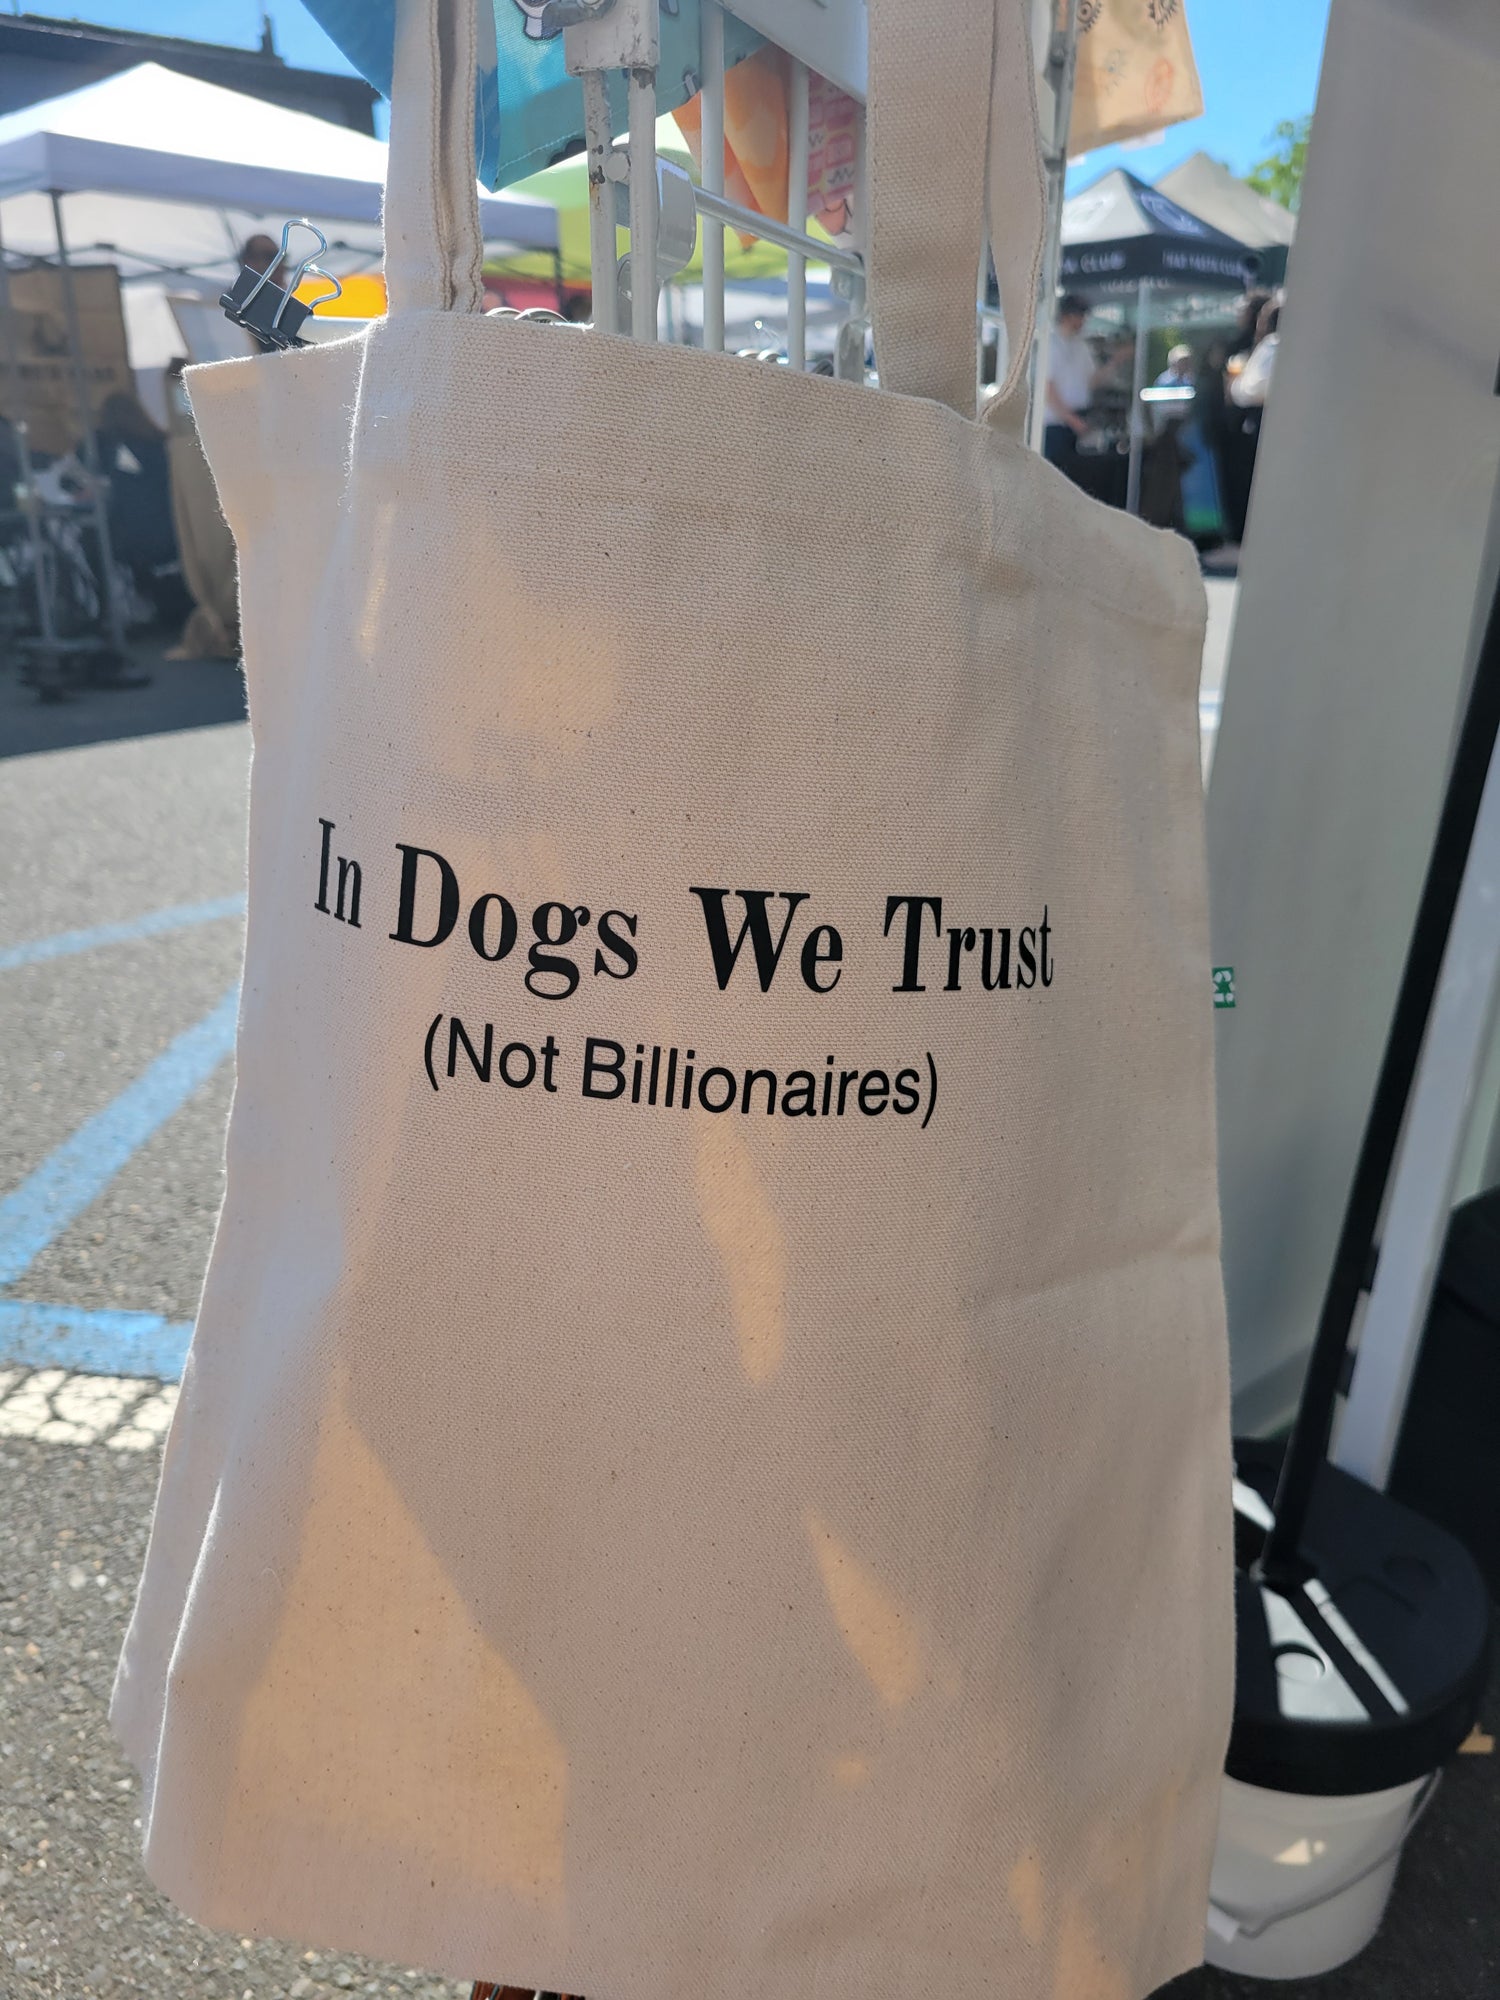 In Dogs We Trust
(Not Billionaires)